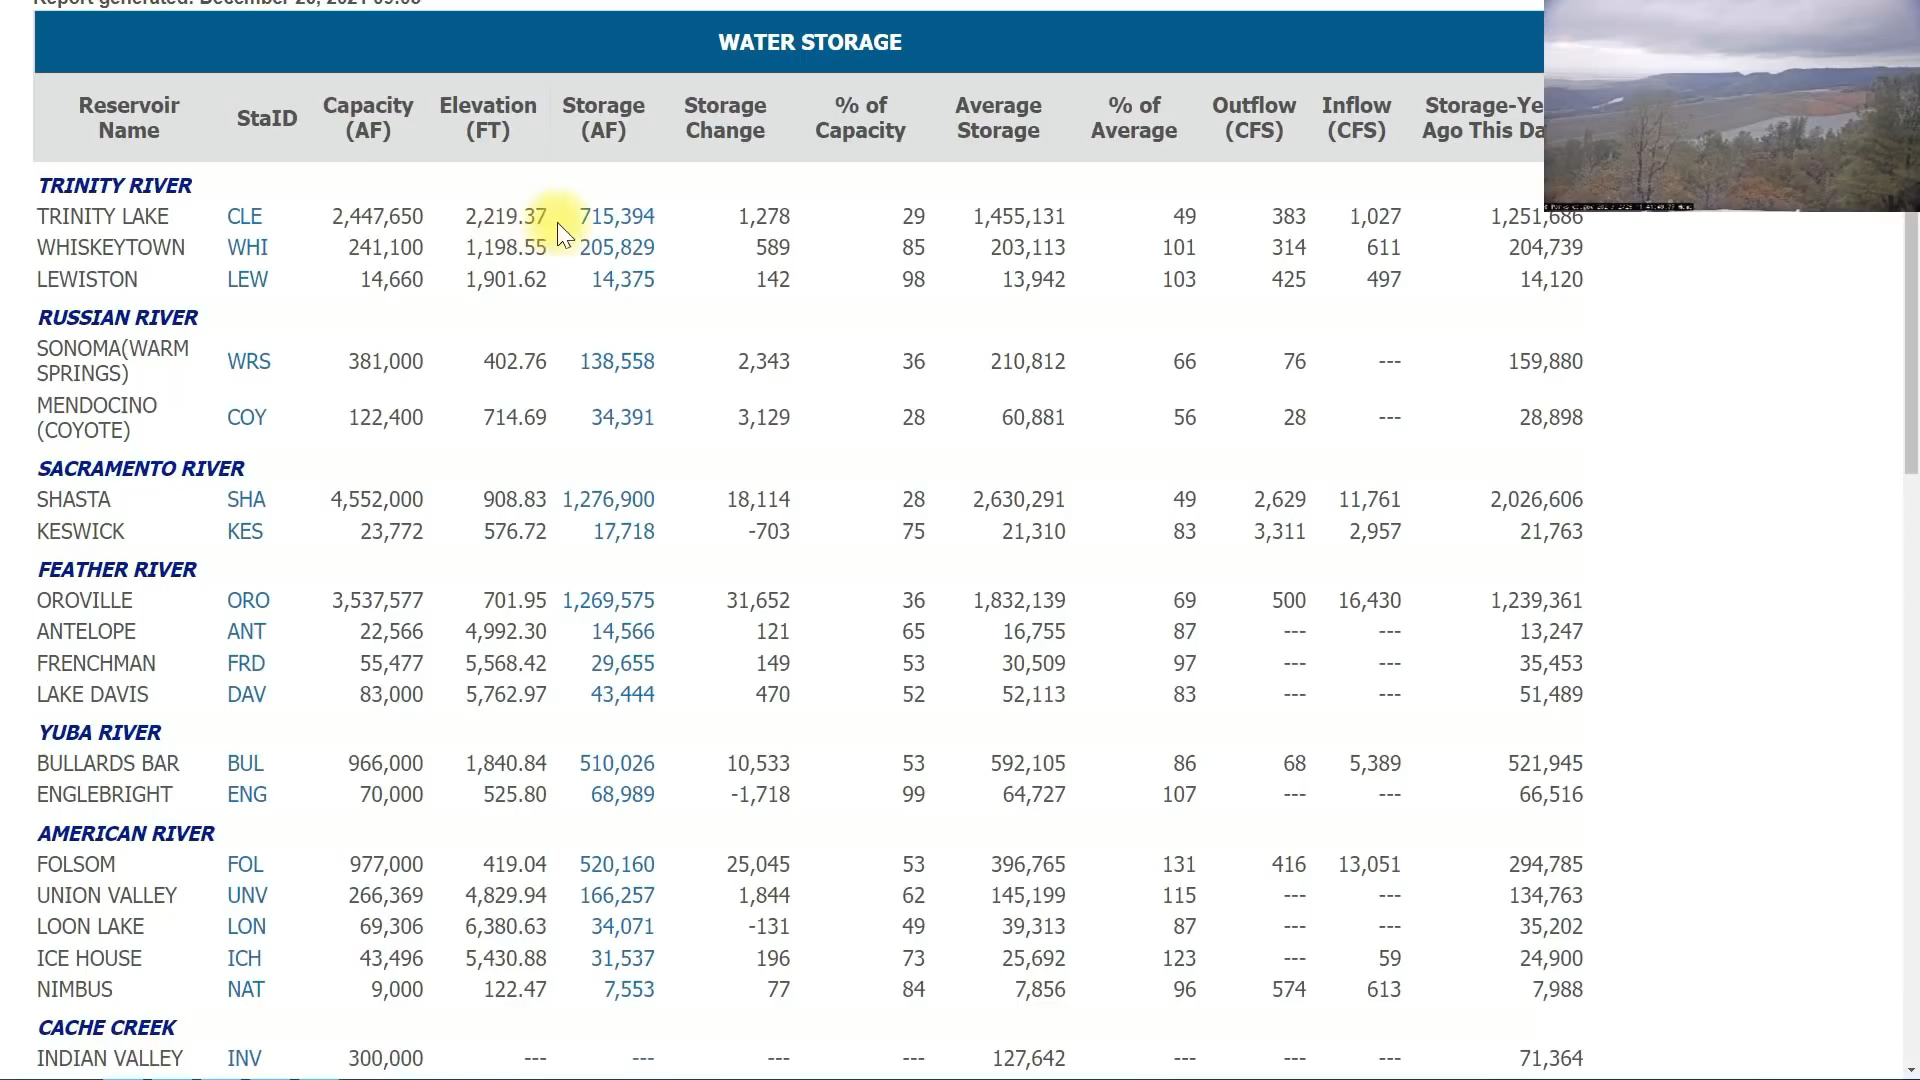 WATER STORAGE
Reservoir Name StaID Capacity (AF) Elevation (FT) Storage (AF) Storage Change % of Capacity Average Storage % of Average Outflow (CFS) Inflow (CFS) Ago This
TRINITY RIVER
TRINITY LAKE CLE 2,447,650 2,219.37 715,394 1,278 29 1,455,131 49 383 1,027 1,251,686
WHISKEYTOWN WHI 241,100 1,198.55 205,829 589 85 203,113 101 314 611 204,739
LEWISTON LEW 14,660 1,901.62 14,375 142 98 13,942 103 425 497 14,120
RUSSIAN RIVER
SONOMA(WARM SPRINGS) WRS 381,000 402.76 138,558 2,343 36 210,812 66 76 --- 159,880
MENDOCINO (COYOTE) COY 122,400 714.69 34,391 3,129 28 60,881 56 28 --- 28,898
SACRAMENTO RIVER
SHASTA SHA 4,552,000 908.83 1,276,900 18,114 28 2,630,291 49 2,629 11,761 2,026,606
KESWICK KES 23,772 576.72 17,718 -703 75 21,310 83 3,311 2,957 21,763
FEATHER RIVER
OROVILLE ORO 3,537,577 701.95 1,269,575 31,652 36 1,832,139 69 500 16,430 1,239,361
ANTELOPE ANT 22,566 4,992.30 14,566 121 65 16,755 87 --- --- 13,247
FRENCHMAN FRD 55,477 5,568.42 29,655 149 53 30,509 97 --- --- 35,453
LAKE DAVIS DAV 83,000 5,762.97 43,444 470 52 52,113 83 --- --- 51,489
YUBA RIVER
BULLARDS BAR BUL 966,000 1,840.84 510,026 10,533 53 592,105 86 68 5,389 521,945
ENGLEBRIGHT ENG 70,000 525.80 68,989 -1,718 99 64,727 107 --- --- 66,516
AMERICAN RIVER
FOLSOM FOL 977,000 419.04 520,160 25,045 53 396,765 131 416 13,051 294,785
UNION VALLEY UNV 266,369 4,829.94 166,257 1,844 62 145,199 115 --- --- 134,763
LOON LAKE LON 69,306 6,380.63 34,071 -131 49 39,313 87 --- --- 35,202
ICE HOUSE ICH 43,496 5,430.88 31,537 196 73 25,692 123 --- 59 24,900
NIMBUS NAT 9,000 122.47 7,553 77 84 7,856 96 574 613 7,988
CACHE CREEK
INDIAN VALLEY INV 300,000 --- --- --- --- 127,642 --- --- --- 71,364